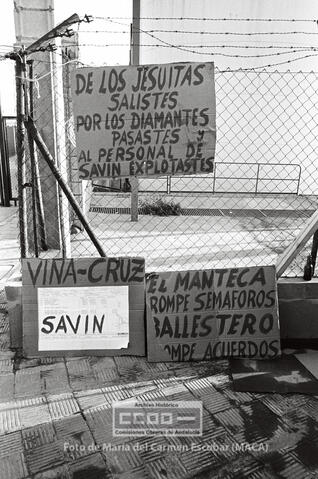 DE LOS JESUITAS
SALISTES
POR LOS DIAMANTES
PASASTES Y
AL PERSONAL DE
SAVIN EXPLOTASTES
VINA-CRUZ
SAVIN
EL MANTECA
ROMPE SEMAFOROS
BALLESTERO
ROMPE ACUERDOS
Archivo Histórico
CCOO
Comisiones Obreras de Andalucía
Foto de María del Carmen Escobar (MACA)